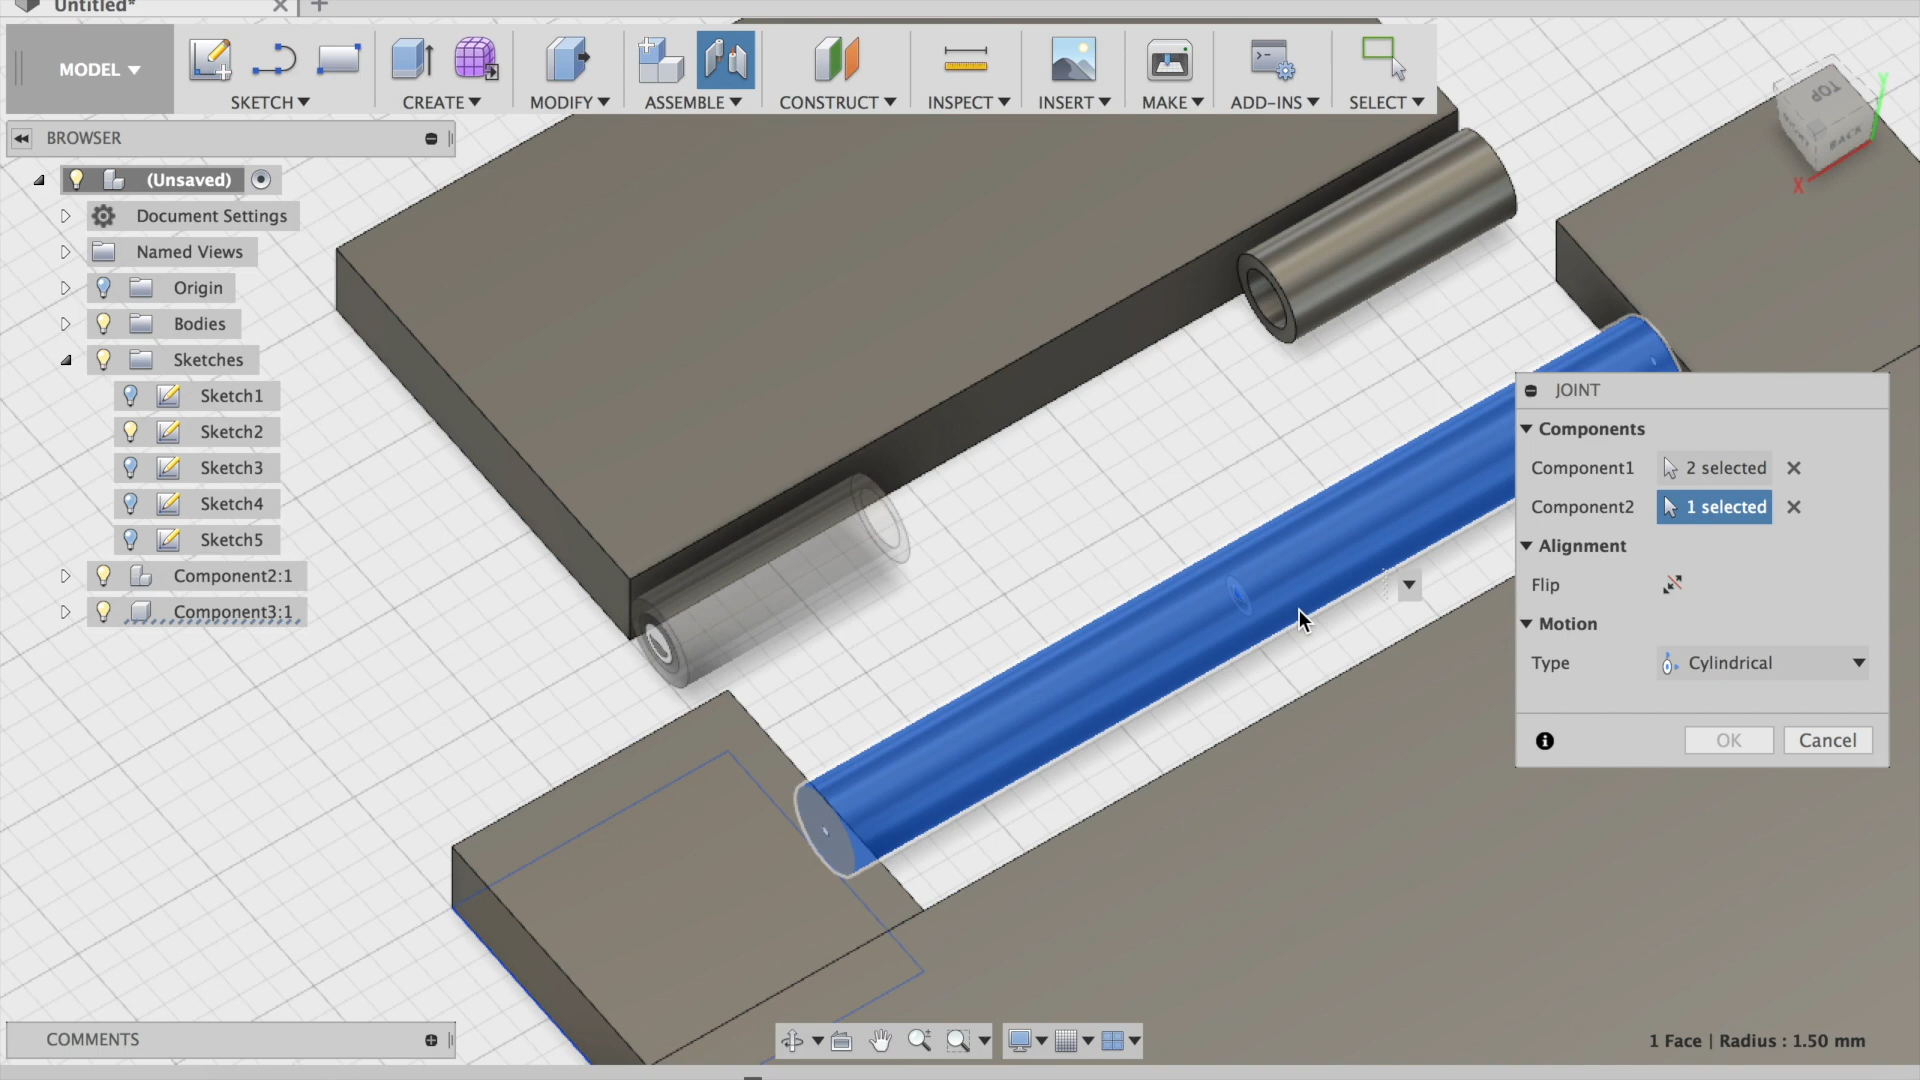 Untitled*
MODEL
SKETCH
CREATE
MODIFY
ASSEMBLE
CONSTRUCT
INSPECT
INSERT
MAKE
ADD-INS
SELECT
BROWSER
(Unsaved)
Document Settings
Named Views
Origin
Bodies
Sketches
Sketch1
Sketch2
Sketch3
Sketch4
Sketch5
Component2:1
Component3:1
TOP
BACK
Y
X
JOINT
Components
Component1 2 selected
Component2 1 selected
Alignment
Flip
Motion
Type Cylindrical
OK Cancel
COMMENTS
1 Face | Radius : 1.50 mm